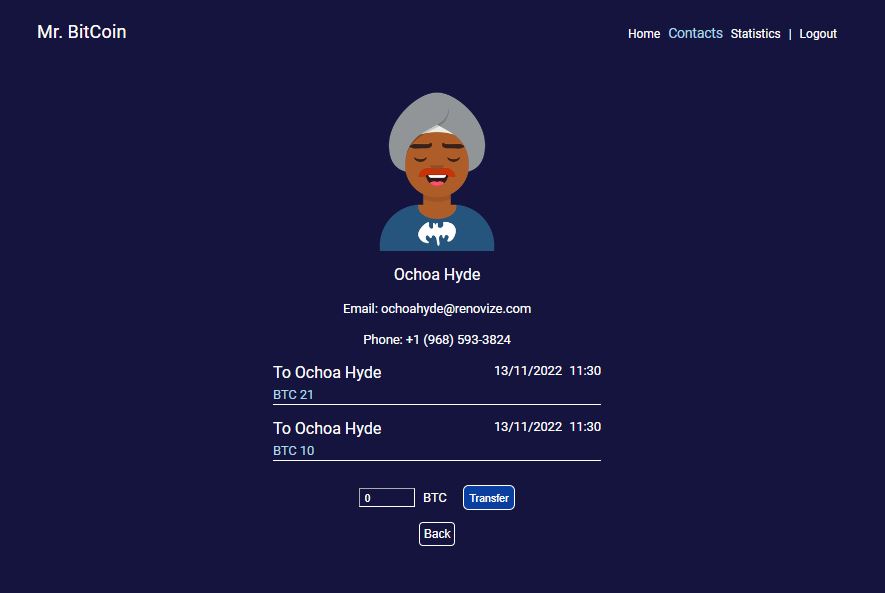 Mr. BitCoin
Home Contacts Statistics | Logout
Ochoa Hyde
Email: ochoahyde@renovize.com
Phone: +1 (968) 593-3824
To Ochoa Hyde 13/11/2022 11:30
BTC 21
To Ochoa Hyde 13/11/2022 11:30
BTC 10
0 BTC Transfer
Back